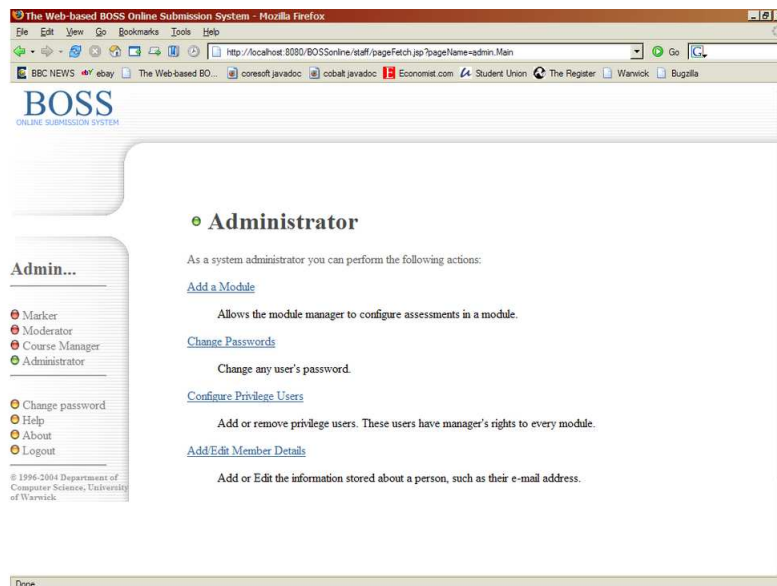 The Web-based BOSS Online Submission System - Mozilla Firefox
File Edit View Go Bookmarks Tools Help
http://localhost:8080/BOSSonline/staff/pageFetch.jsp?pageName=admin.Main Go G
BBC NEWS ebay The Web-based BO... coresoft javadoc cobalt javadoc Economist.com Student Union The Register Warwick Bugzilla
BOSS
ONLINE SUBMISSION SYSTEM
Administrator
As a system administrator you can perform the following actions:
Add a Module
Allows the module manager to configure assessments in a module.
Change Passwords
Change any user's password.
Configure Privilege Users
Add or remove privilege users. These users have manager's rights to every module.
Add/Edit Member Details
Add or Edit the information stored about a person, such as their e-mail address.
Admin...
Marker
Moderator
Course Manager
Administrator
Change password
Help
About
Logout
© 1996-2004 Department of
Computer Science, University
of Warwick
Done